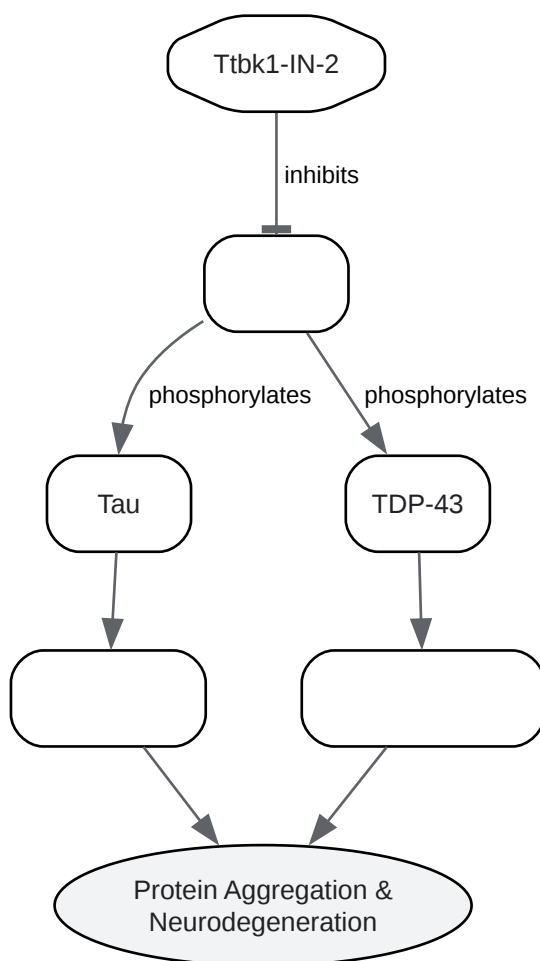 Ttbk1-IN-2
inhibits
phosphorylates
phosphorylates
Tau
TDP-43
Protein Aggregation &
Neurodegeneration